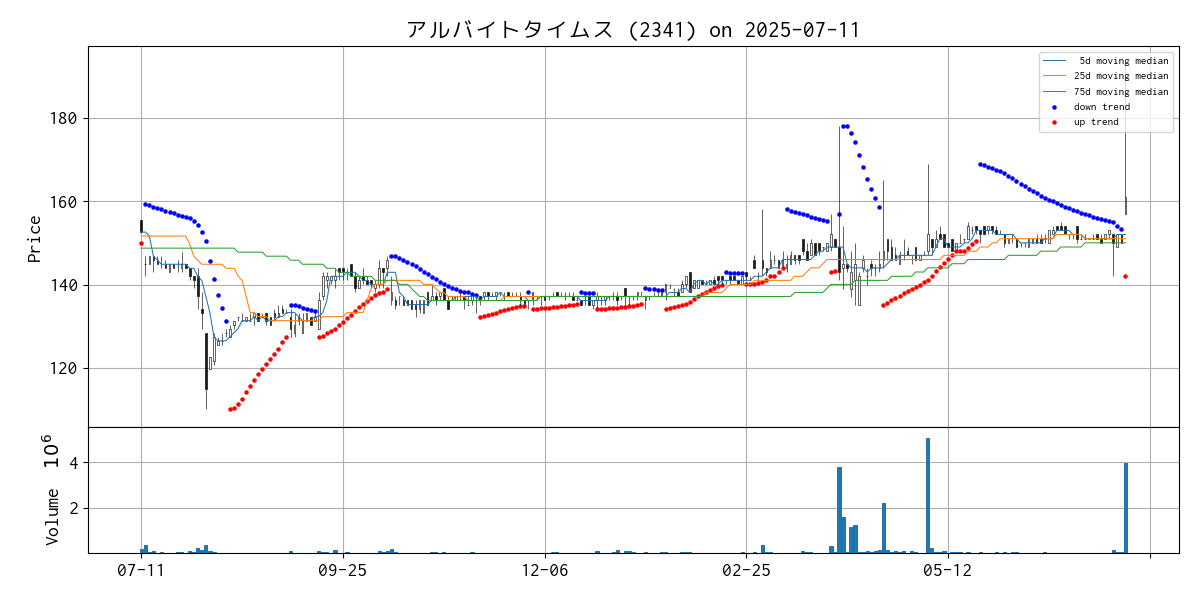 アルバイトタイムス (2341) on 2025-07-11
5d moving median
25d moving median
75d moving median
down trend
up trend
180
160
140
120
Price
Volume 10^6
4
2
07-11 09-25 12-06 02-25 05-12